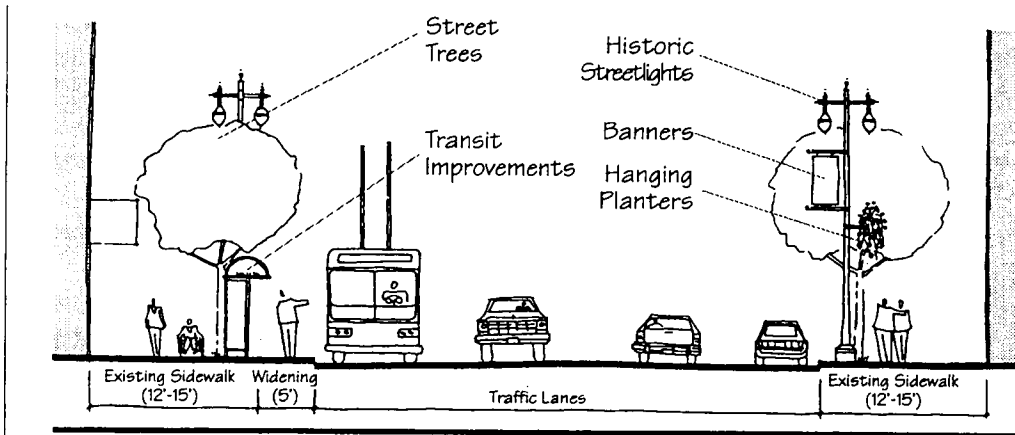 Street
Trees
Transit
Improvements
Historic
Streetlights
Banners
Hanging
Planters
Existing Sidewalk
(12'-15')
Widening
(5')
Traffic Lanes
Existing Sidewalk
(12'-15')